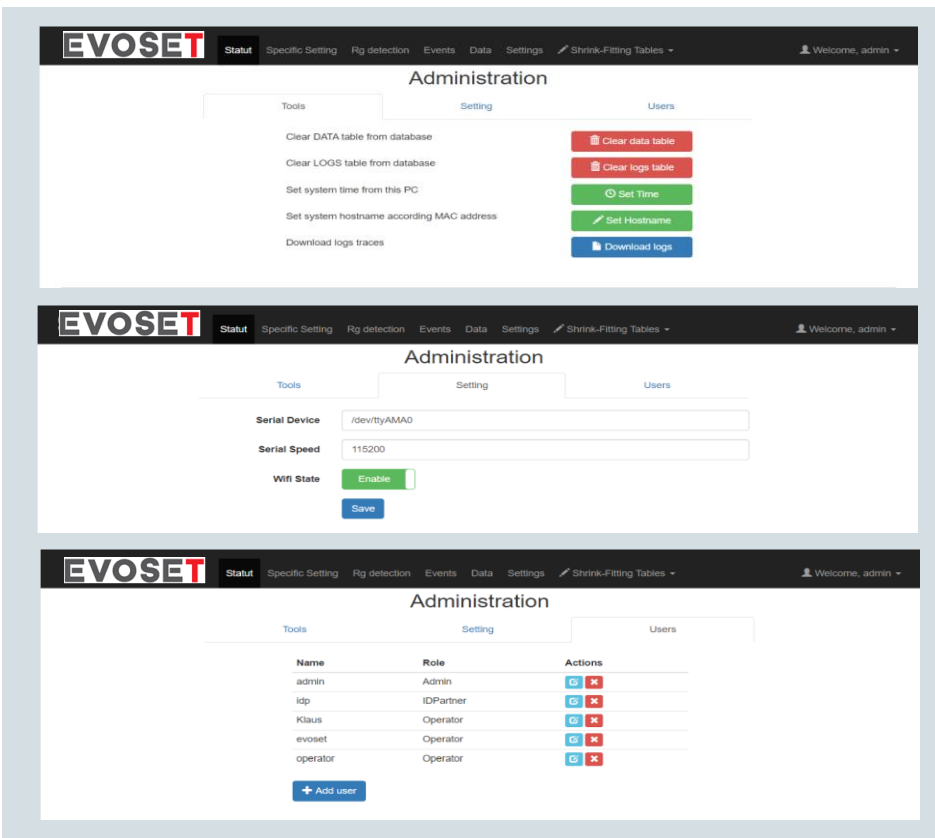 EVOSET Statut Specific Setting Rg detection Events Data Settings Shrink-Fitting Tables Welcome, admin
Administration
Tools Setting Users
Clear DATA table from database Clear data table
Clear LOGS table from database Clear logs table
Set system time from this PC Set Time
Set system hostname according MAC address Set Hostname
Download logs traces Download logs
EVOSET Statut Specific Setting Rg detection Events Data Settings Shrink-Fitting Tables Welcome, admin
Administration
Tools Setting Users
Serial Device /dev/ttyAMA0
Serial Speed 115200
Wifi State Enable
Save
EVOSET Statut Specific Setting Rg detection Events Data Settings Shrink-Fitting Tables Welcome, admin
Administration
Tools Setting Users
Name Role Actions
admin Admin
idp IDPartner
Klaus Operator
evoset Operator
operator Operator
Add user